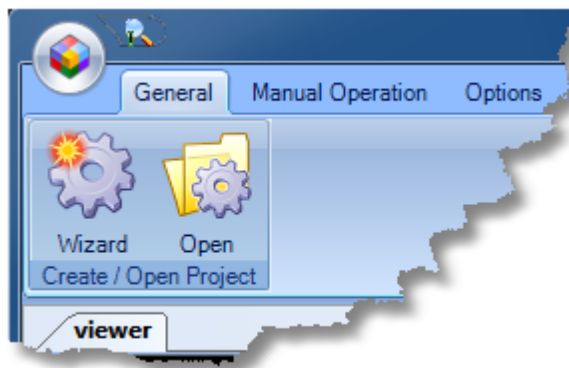 General Manual Operation Options
Wizard Open
Create / Open Project
viewer